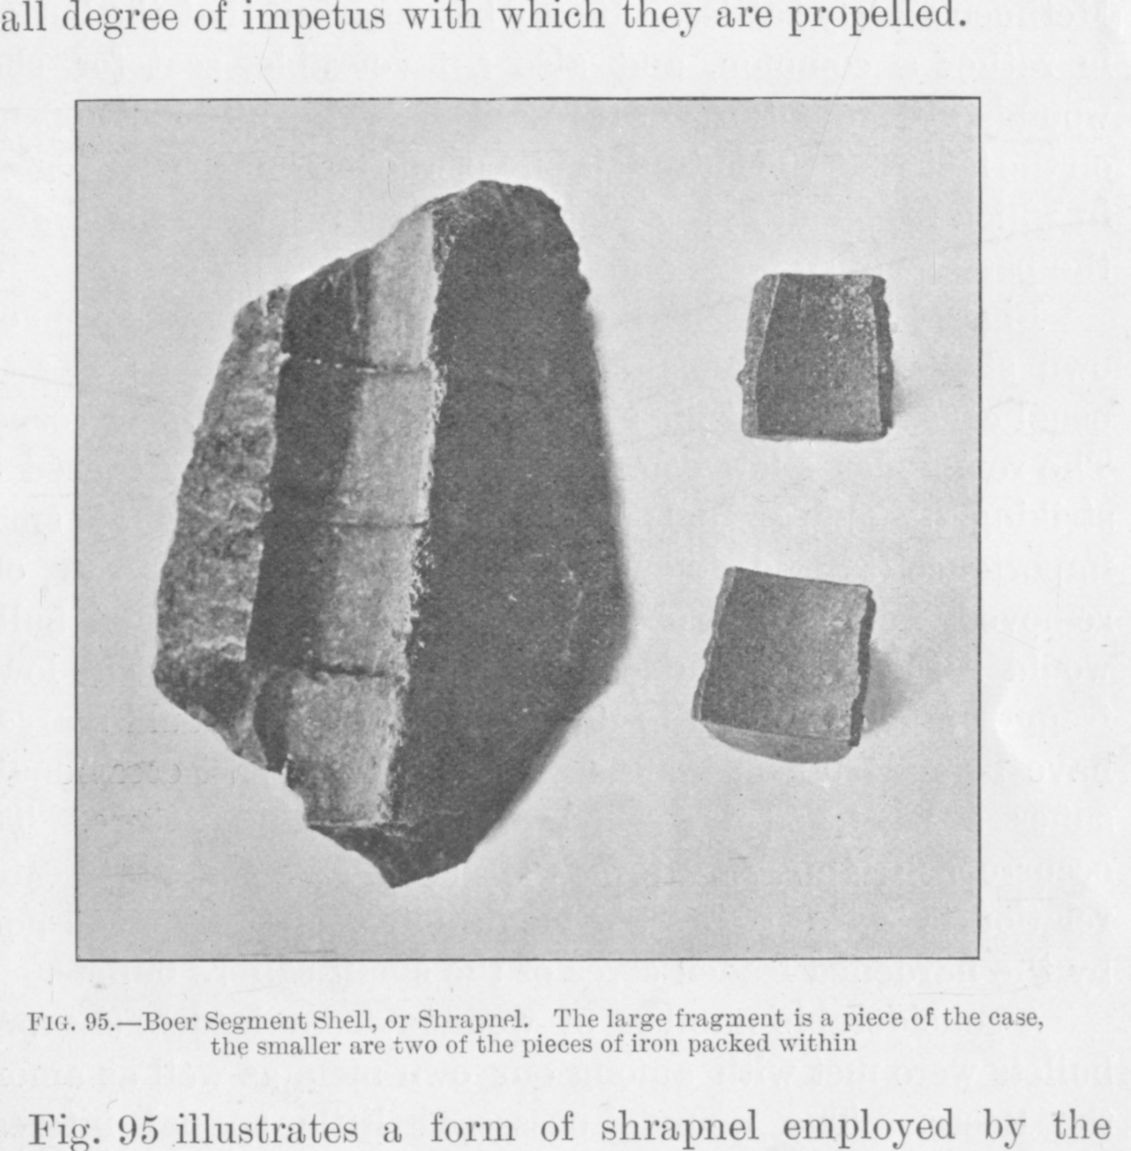 all degree of impetus with which they are propelled.
FIG. 95.—Boer Segment Shell, or Shrapnel. The large fragment is a piece of the case,
the smaller are two of the pieces of iron packed within
Fig. 95 illustrates a form of shrapnel employed by the